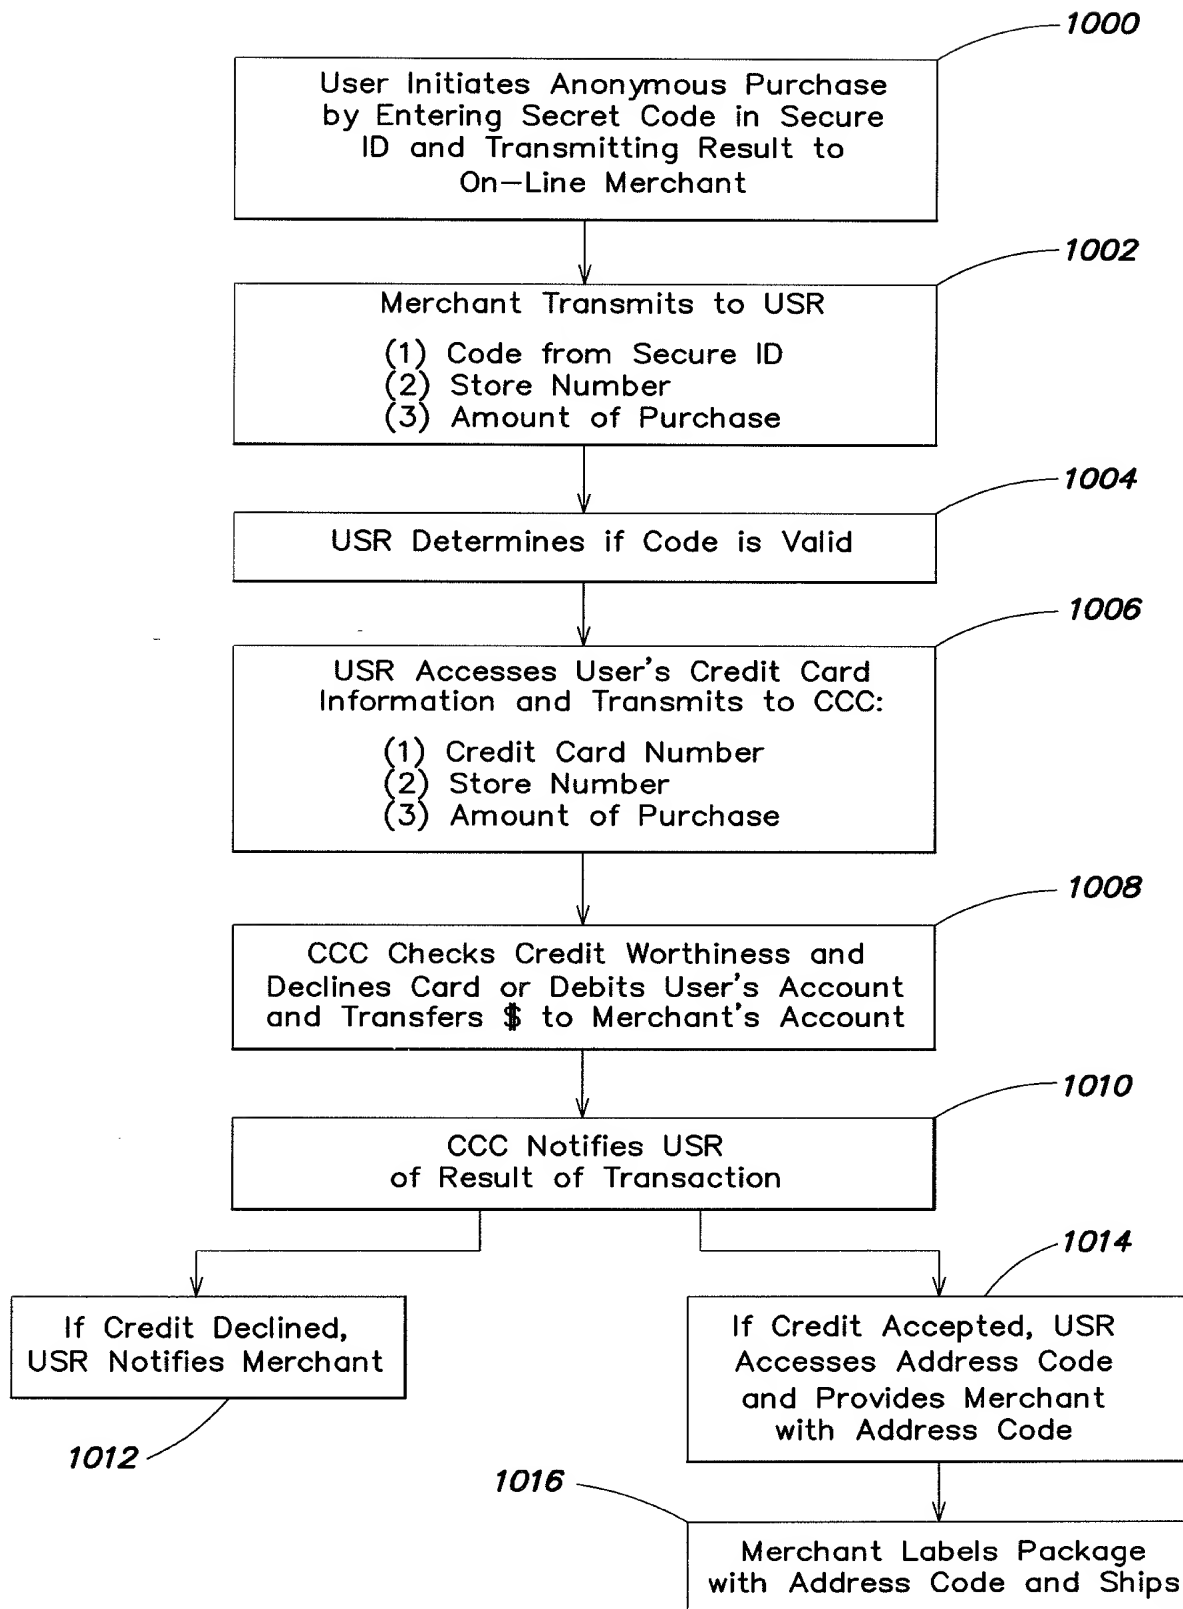 1000
User Initiates Anonymous Purchase
by Entering Secret Code in Secure
ID and Transmitting Result to
On-Line Merchant
1002
Merchant Transmits to USR
(1) Code from Secure ID
(2) Store Number
(3) Amount of Purchase
1004
USR Determines if Code is Valid
1006
USR Accesses User's Credit Card
Information and Transmits to CCC:
(1) Credit Card Number
(2) Store Number
(3) Amount of Purchase
1008
CCC Checks Credit Worthiness and
Declines Card or Debits User's Account
and Transfers $ to Merchant's Account
1010
CCC Notifies USR
of Result of Transaction
1012
If Credit Declined,
USR Notifies Merchant
1014
If Credit Accepted, USR
Accesses Address Code
and Provides Merchant
with Address Code
1016
Merchant Labels Package
with Address Code and Ships